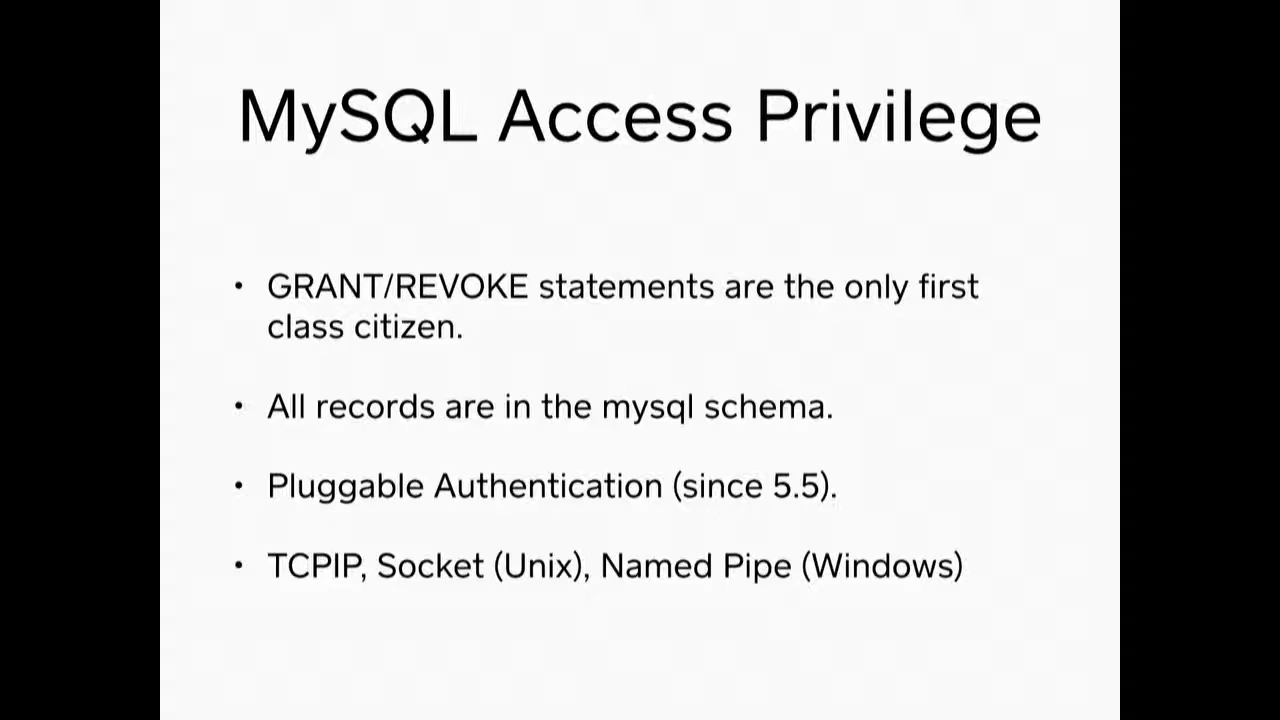 MySQL Access Privilege
• GRANT/REVOKE statements are the only first
class citizen.
• All records are in the mysql schema.
• Pluggable Authentication (since 5.5).
• TCPIP, Socket (Unix), Named Pipe (Windows)